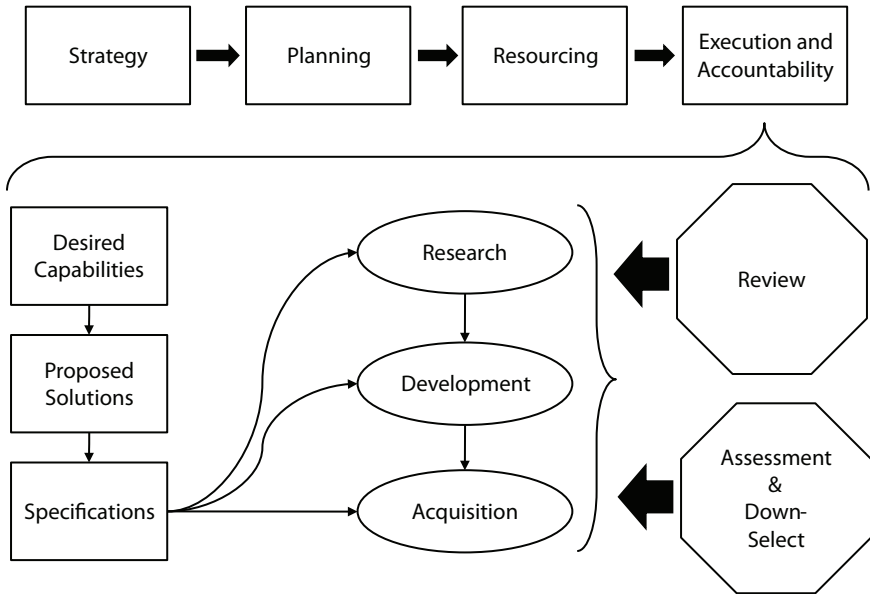 Strategy
Planning
Resourcing
Execution and
Accountability
Desired
Capabilities
Proposed
Solutions
Specifications
Research
Development
Acquisition
Review
Assessment
&
Down-
Select